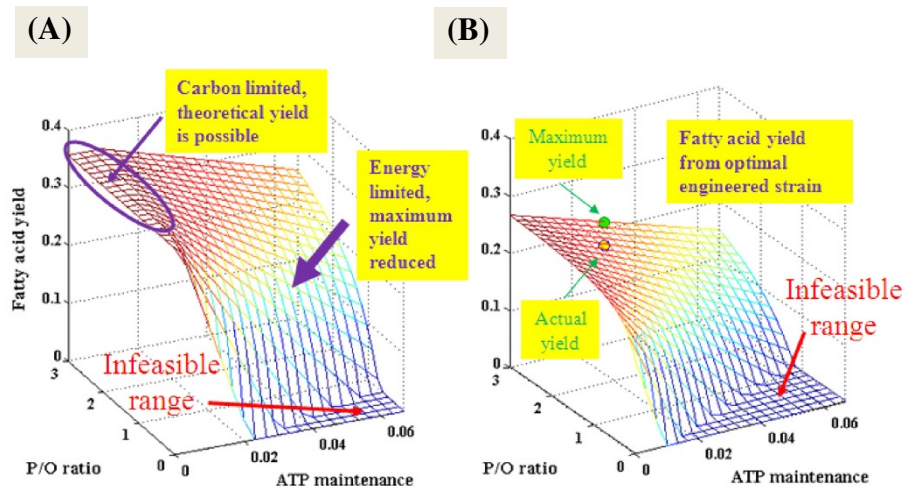 (A)
Carbon limited,
theoretical yield
is possible
Energy
limited,
maximum
yield
reduced
Infeasible
range
Fatty acid yield
0.4
0.3
0.2
0.1
0
3
2
1
0
P/O ratio
0
0.02
0.04
0.06
ATP maintenance
(B)
Maximum
yield
Fatty acid yield
from optimal
engineered strain
Actual
yield
Infeasible
range
0.4
0.3
0.2
0.1
0
3
2
1
0
P/O ratio
0
0.02
0.04
0.06
ATP maintenance